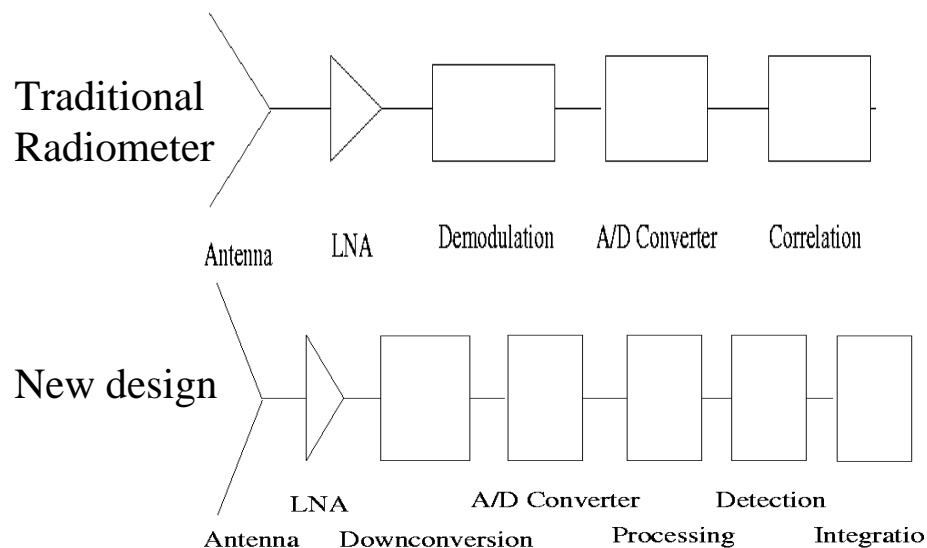 Traditional
Radiometer
Antenna
LNA
Demodulation
A/D Converter
Correlation
New design
Antenna
LNA
Downconversion
A/D Converter
Processing
Detection
Integratio